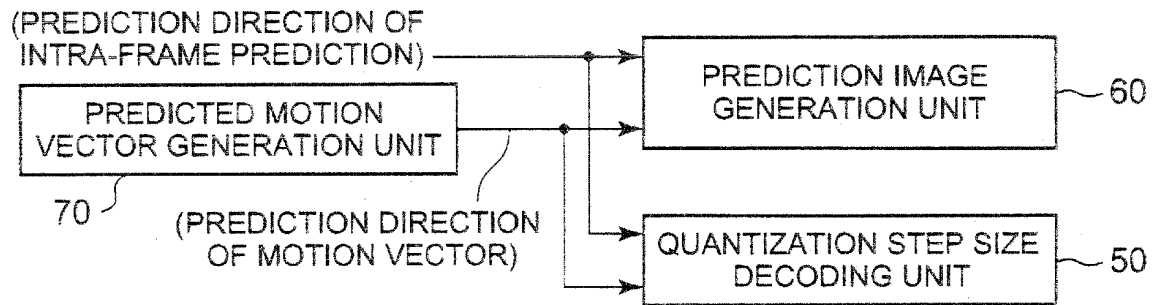 (PREDICTION DIRECTION OF
INTRA-FRAME PREDICTION)
PREDICTION IMAGE
GENERATION UNIT
60
PREDICTED MOTION
VECTOR GENERATION UNIT
70
(PREDICTION DIRECTION
OF MOTION VECTOR)
QUANTIZATION STEP SIZE
DECODING UNIT
50